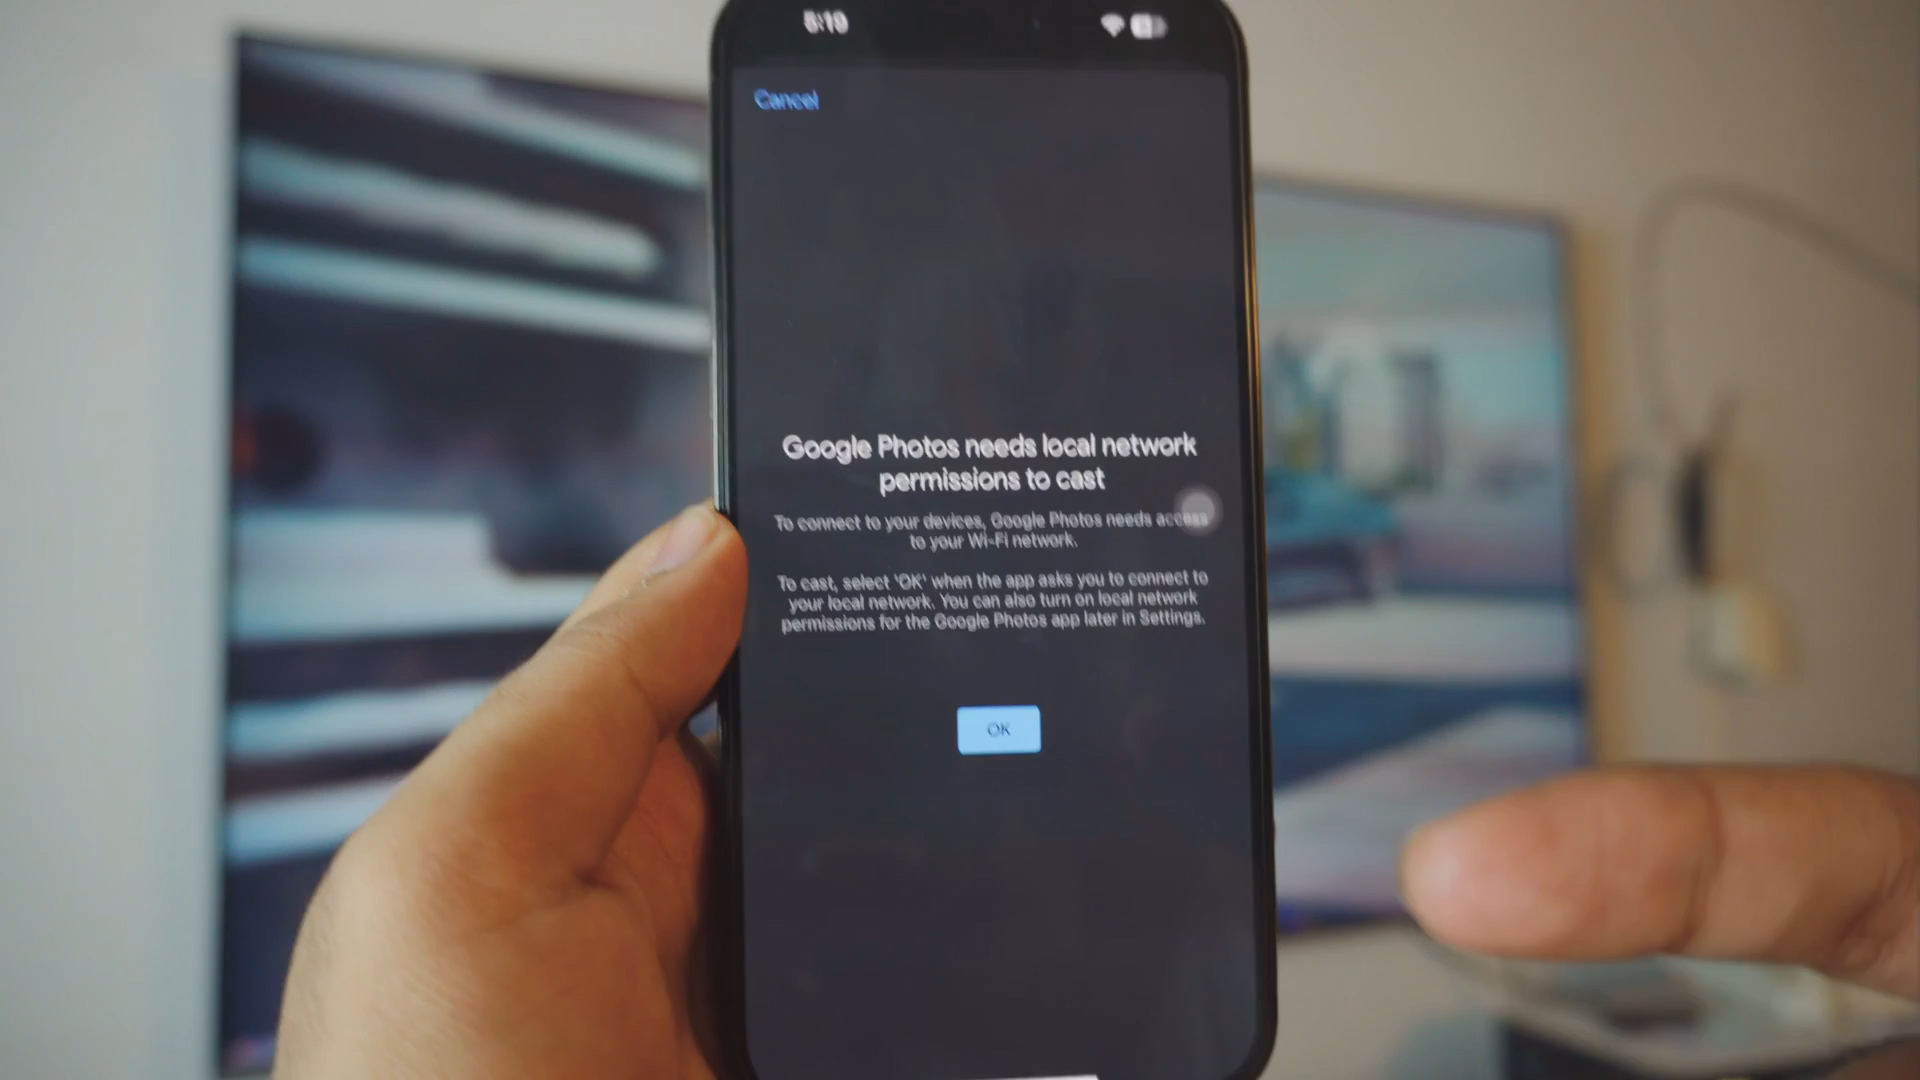 5:19
Cancel
Google Photos needs local network
permissions to cast
To connect to your devices, Google Photos needs access
to your Wi-Fi network.
To cast, select 'OK' when the app asks you to connect to
your local network. You can also turn on local network
permissions for the Google Photos app later in Settings.
OK